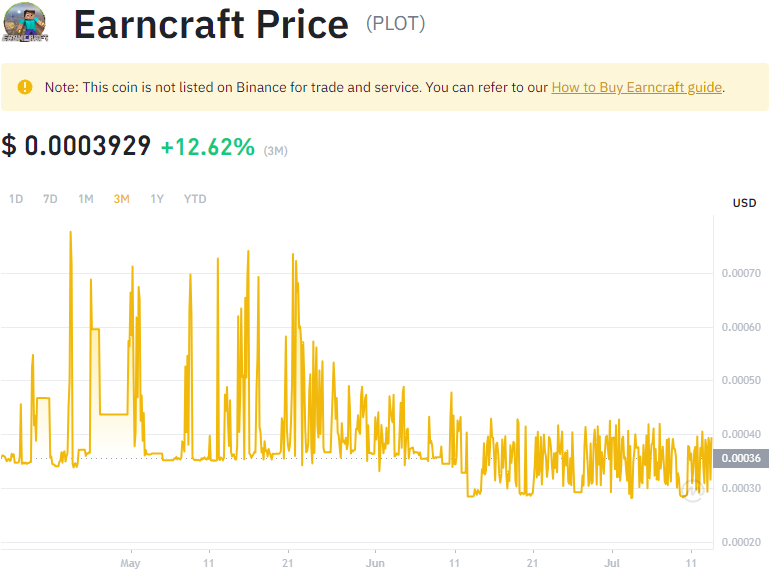 Earncraft Price (PLOT)
Note: This coin is not listed on Binance for trade and service. You can refer to our How to Buy Earncraft guide.
$ 0.0003929 +12.62% (3M)
1D 7D 1M 3M 1Y YTD
USD
0.00070
0.00060
0.00050
0.00040
0.00036
0.00030
0.00020
May 11 21 Jun 11 21 Jul 11